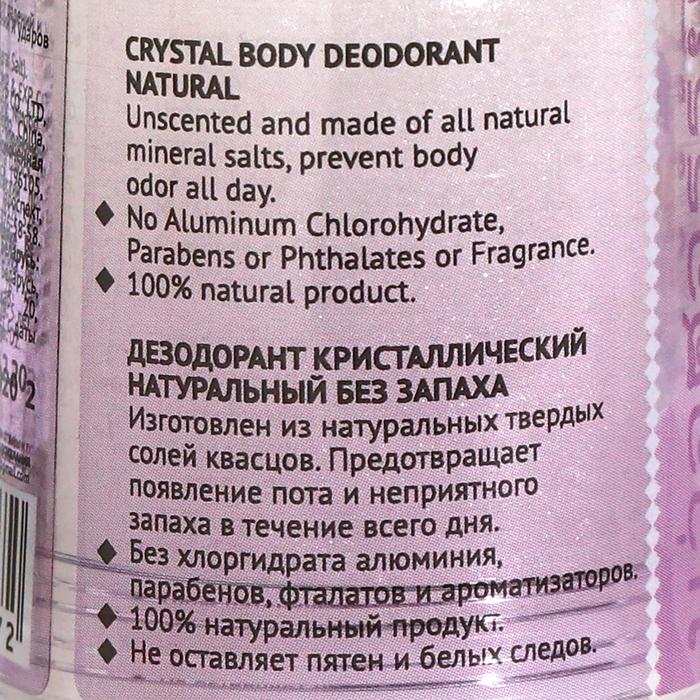 CRYSTAL BODY DEODORANT
NATURAL
Unscented and made of all natural
mineral salts, prevent body
odor all day.
♦ No Aluminum Chlorohydrate,
Parabens or Phthalates or Fragrance.
♦ 100% natural product.
ДЕЗОДОРАНТ КРИСТАЛЛИЧЕСКИЙ
НАТУРАЛЬНЫЙ БЕЗ ЗАПАХА
Изготовлен из натуральных твердых
солей квасцов. Предотвращает
появление пота и неприятного
запаха в течение всего дня.
♦ Без хлоргидрата алюминия,
парабенов, фталатов и ароматизаторов.
♦ 100% натуральный продукт.
♦ Не оставляет пятен и белых следов.